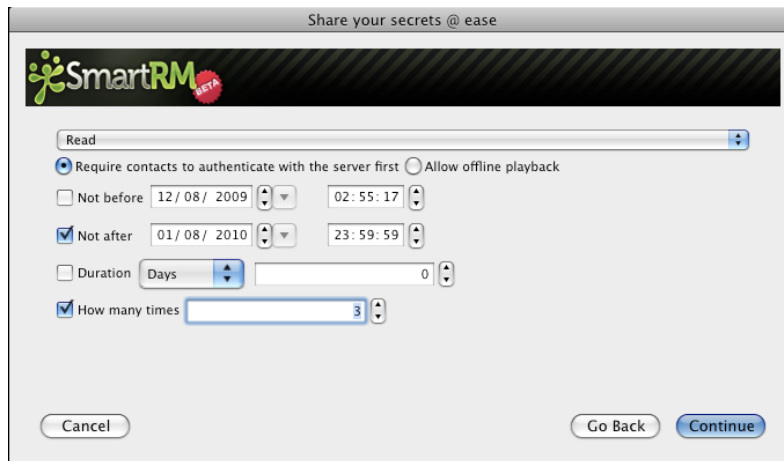 Share your secrets @ ease
SmartRM BETA
Read
Require contacts to authenticate with the server first Allow offline playback
Not before 12/08/ 2009 02:55:17
Not after 01/08/ 2010 23:59:59
Duration Days 0
How many times 3
Cancel Go Back Continue